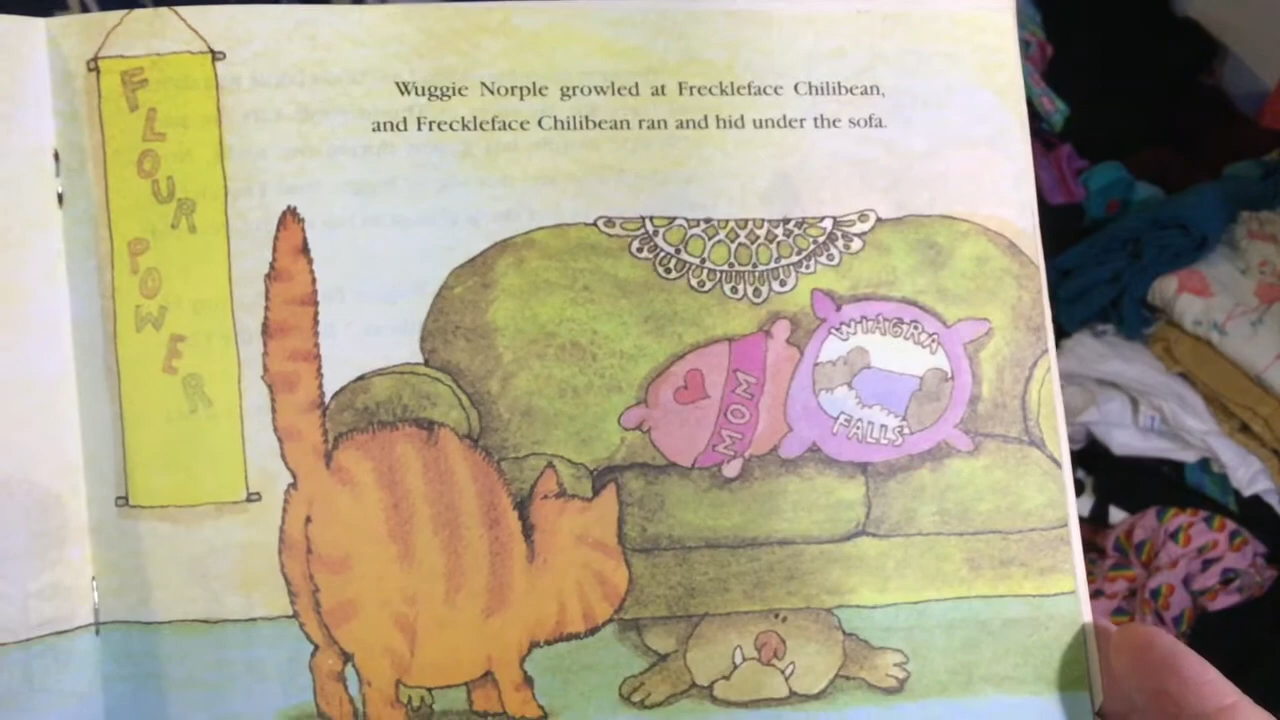 FLOUR
POWER
Wuggie Norple growled at Freckleface Chilibean,
and Freckleface Chilibean ran and hid under the sofa.
MOM
WIAGRA
FALLS